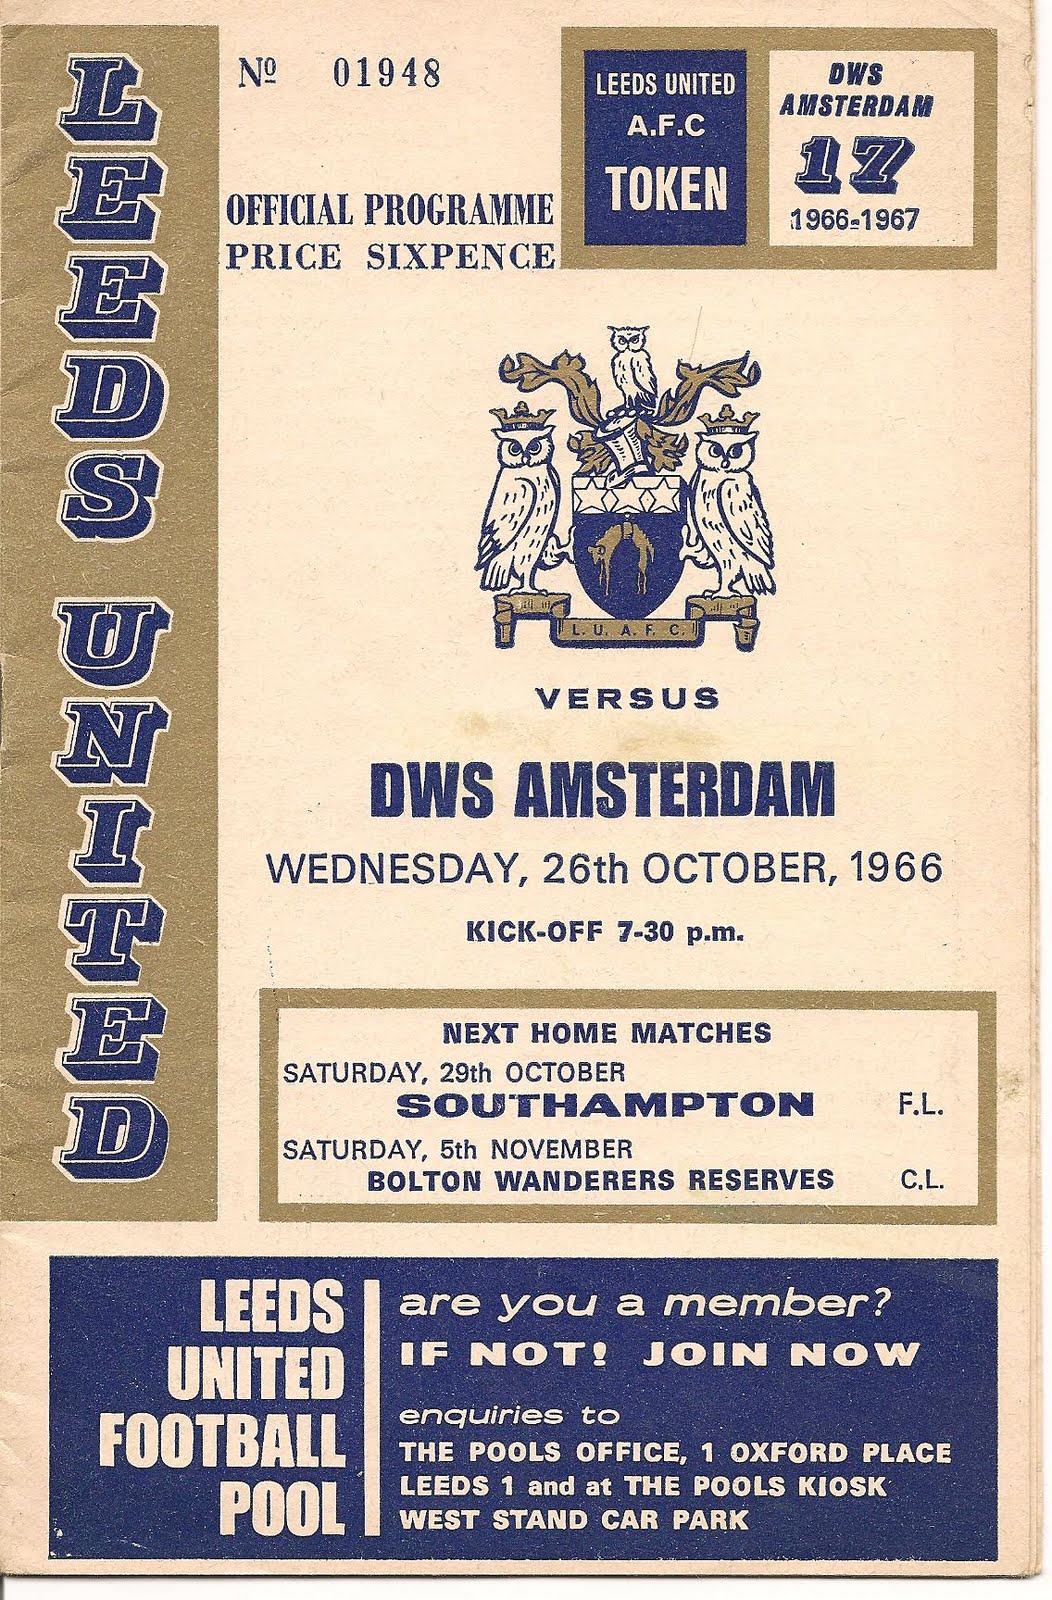 LEEDS UNITED
Nº 01948
OFFICIAL PROGRAMME
PRICE SIXPENCE
LEEDS UNITED
A.F.C
TOKEN
DWS
AMSTERDAM
17
1966-1967
L. U. A. F. C.
VERSUS
DWS AMSTERDAM
WEDNESDAY, 26th OCTOBER, 1966
KICK-OFF 7-30 p.m.
NEXT HOME MATCHES
SATURDAY, 29th OCTOBER
SOUTHAMPTON F.L.
SATURDAY, 5th NOVEMBER
BOLTON WANDERERS RESERVES C.L.
LEEDS
UNITED
FOOTBALL
POOL
are you a member?
IF NOT! JOIN NOW
enquiries to
THE POOLS OFFICE, 1 OXFORD PLACE
LEEDS 1 and at THE POOLS KIOSK
WEST STAND CAR PARK